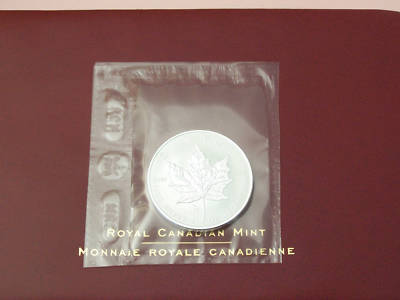 ROYAL CANADIAN MINT
MONNAIE ROYALE CANADIENNE